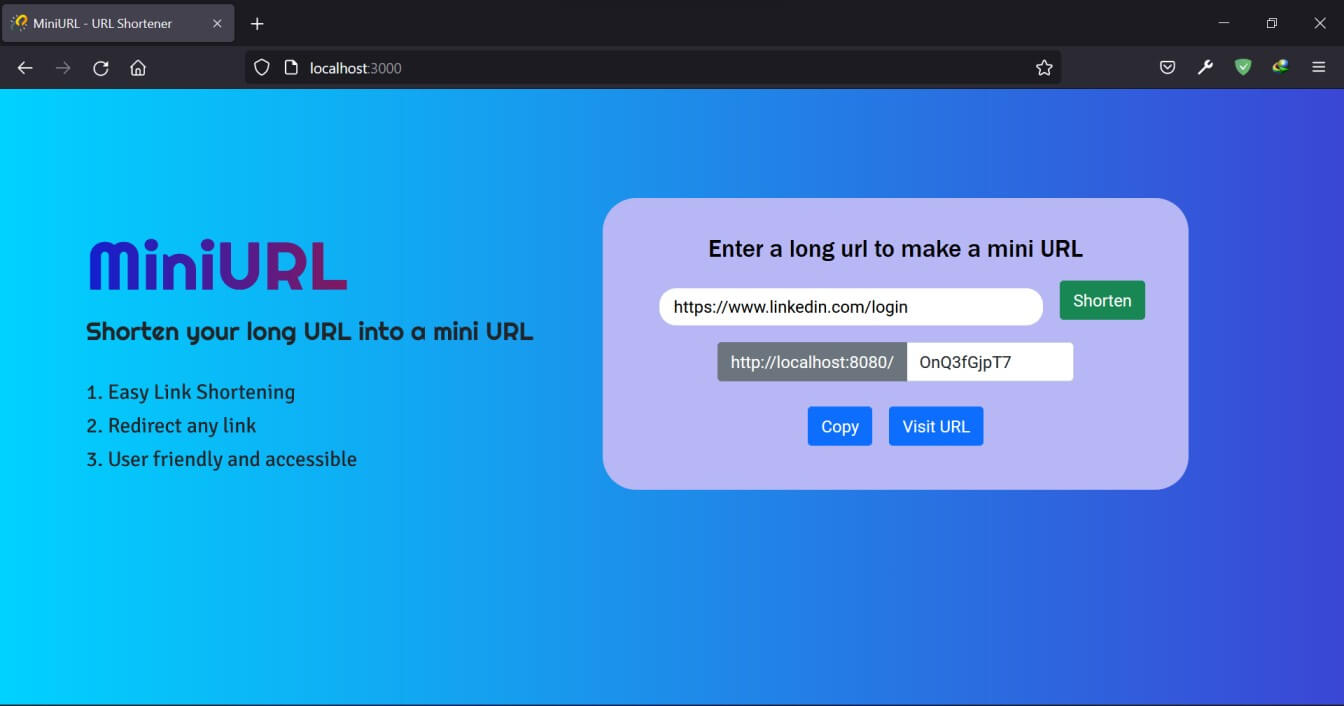 MiniURL - URL Shortener
localhost:3000
MiniURL
Shorten your long URL into a mini URL
1. Easy Link Shortening
2. Redirect any link
3. User friendly and accessible
Enter a long url to make a mini URL
https://www.linkedin.com/login
Shorten
http://localhost:8080/ OnQ3fGjpT7
Copy Visit URL